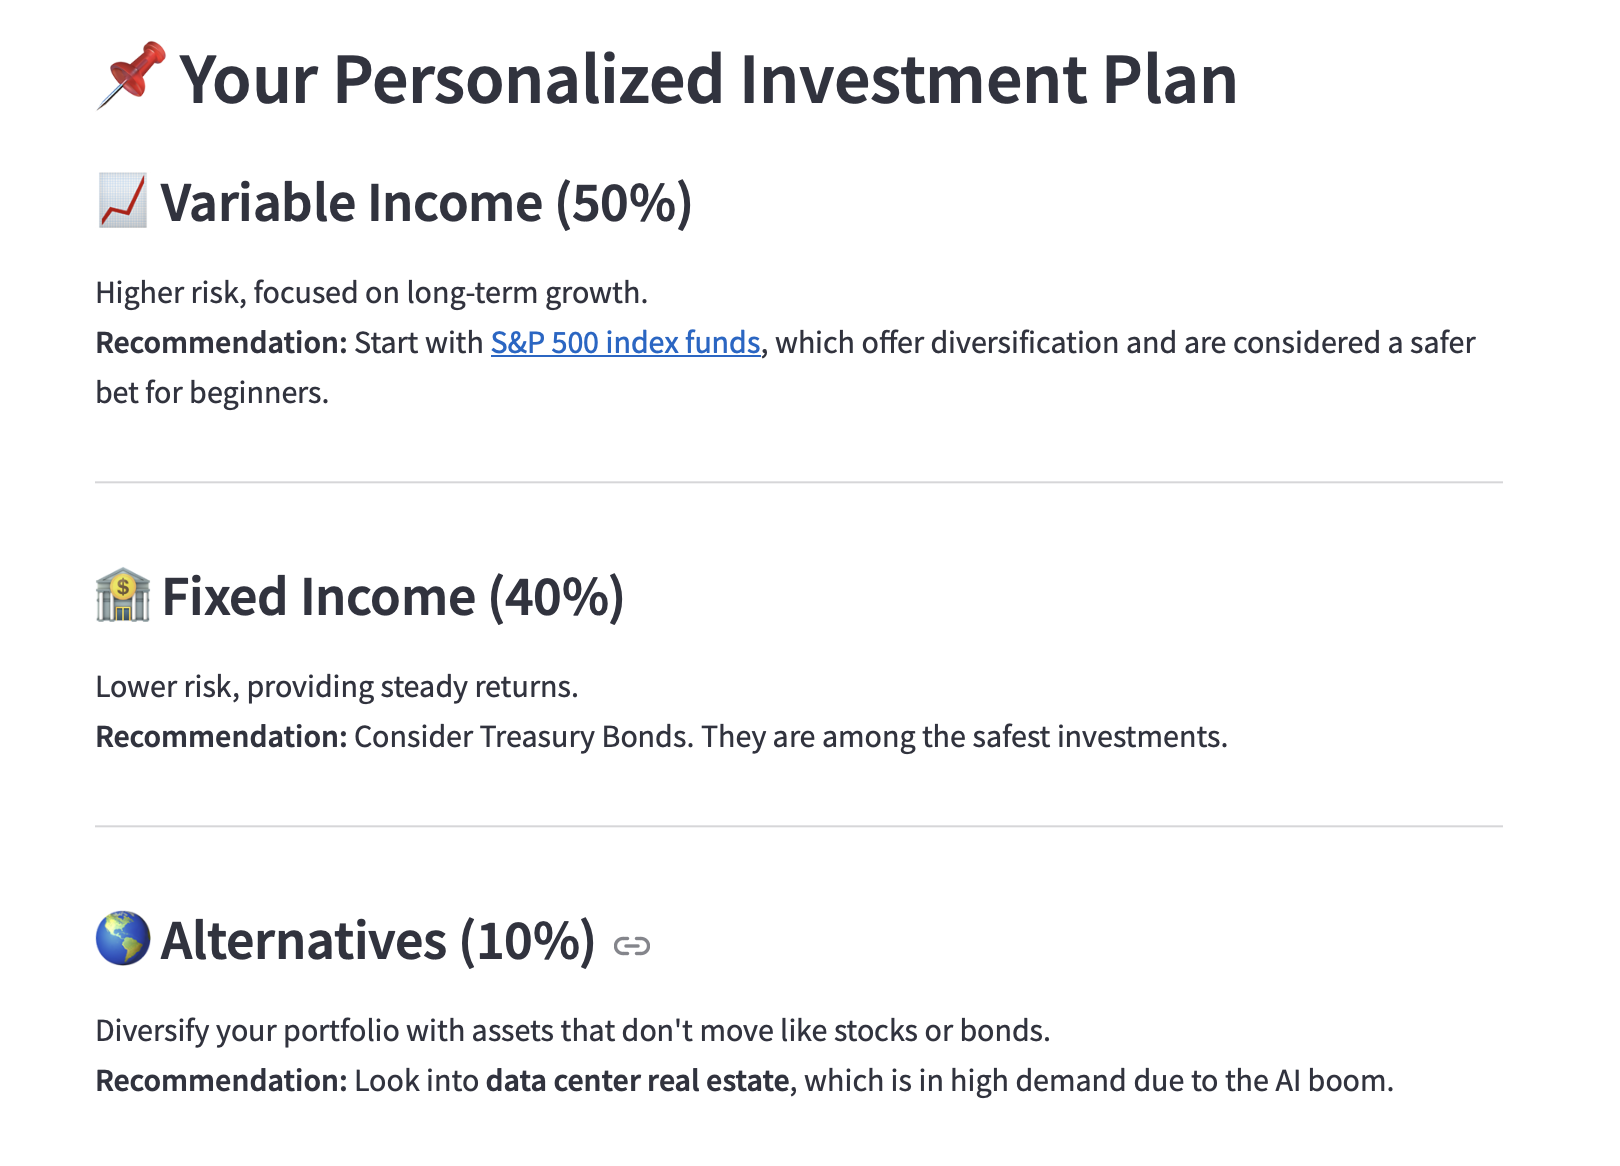 Your Personalized Investment Plan
Variable Income (50%)
Higher risk, focused on long-term growth.
Recommendation: Start with S&P 500 index funds, which offer diversification and are considered a safer
bet for beginners.
Fixed Income (40%)
Lower risk, providing steady returns.
Recommendation: Consider Treasury Bonds. They are among the safest investments.
Alternatives (10%)
Diversify your portfolio with assets that don't move like stocks or bonds.
Recommendation: Look into data center real estate, which is in high demand due to the AI boom.